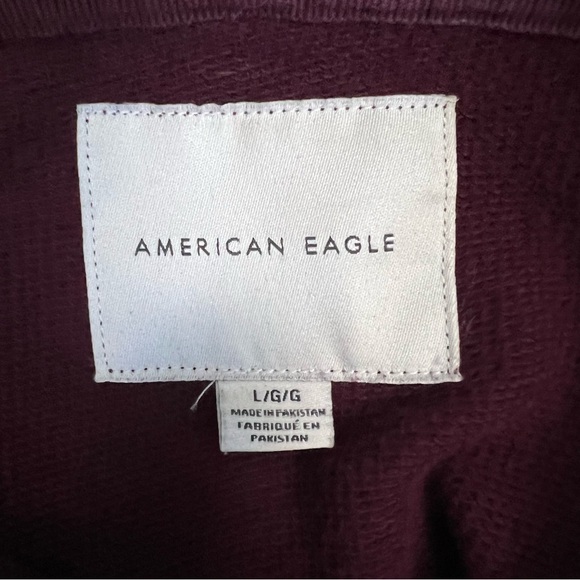 AMERICAN EAGLE
L/G/G
MADE IN PAKISTAN
FABRIQUÉ EN
PAKISTAN